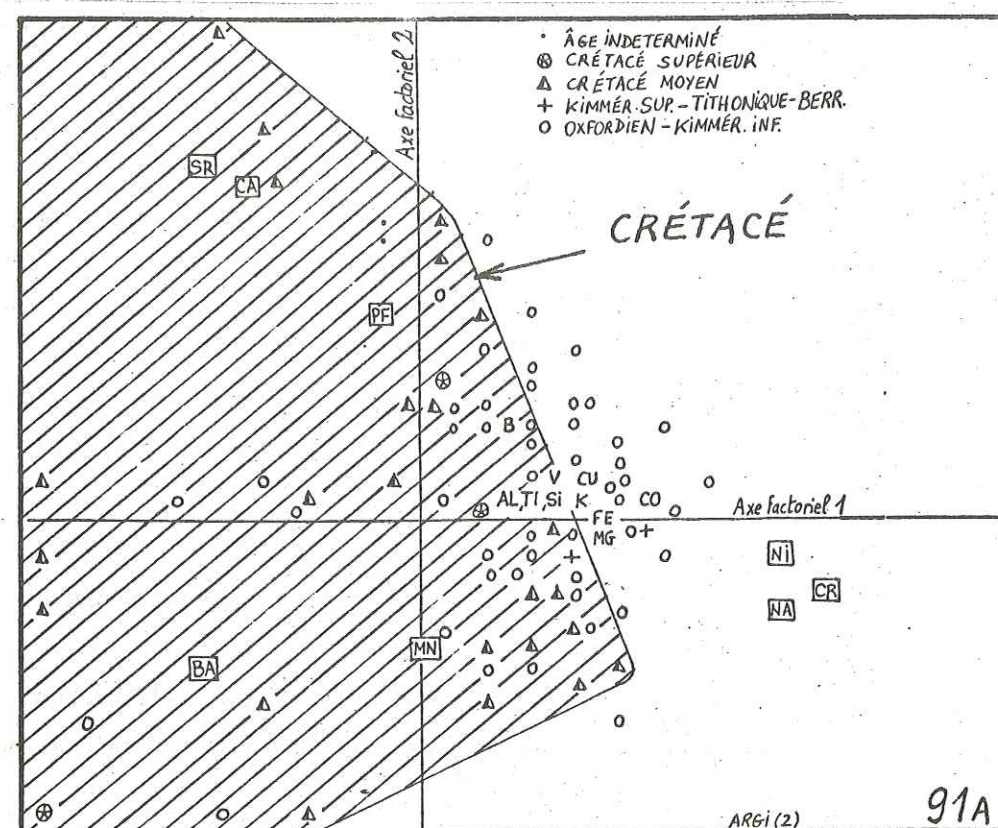 Axe factoriel 2
ÂGE INDETERMINÉ
CRÉTACÉ SUPÉRIEUR
CRÉTACÉ MOYEN
KIMMÉR.SUP.-TITHONIQUE-BERR.
OXFORDIEN-KIMMÉR. INF.
SR
CA
CRÉTACÉ
PF
B
V CU
AL,TI,Si K CO
Axe factoriel 1
FE
MG
Ni
CR
NA
MN
BA
ARGI (2)
91A